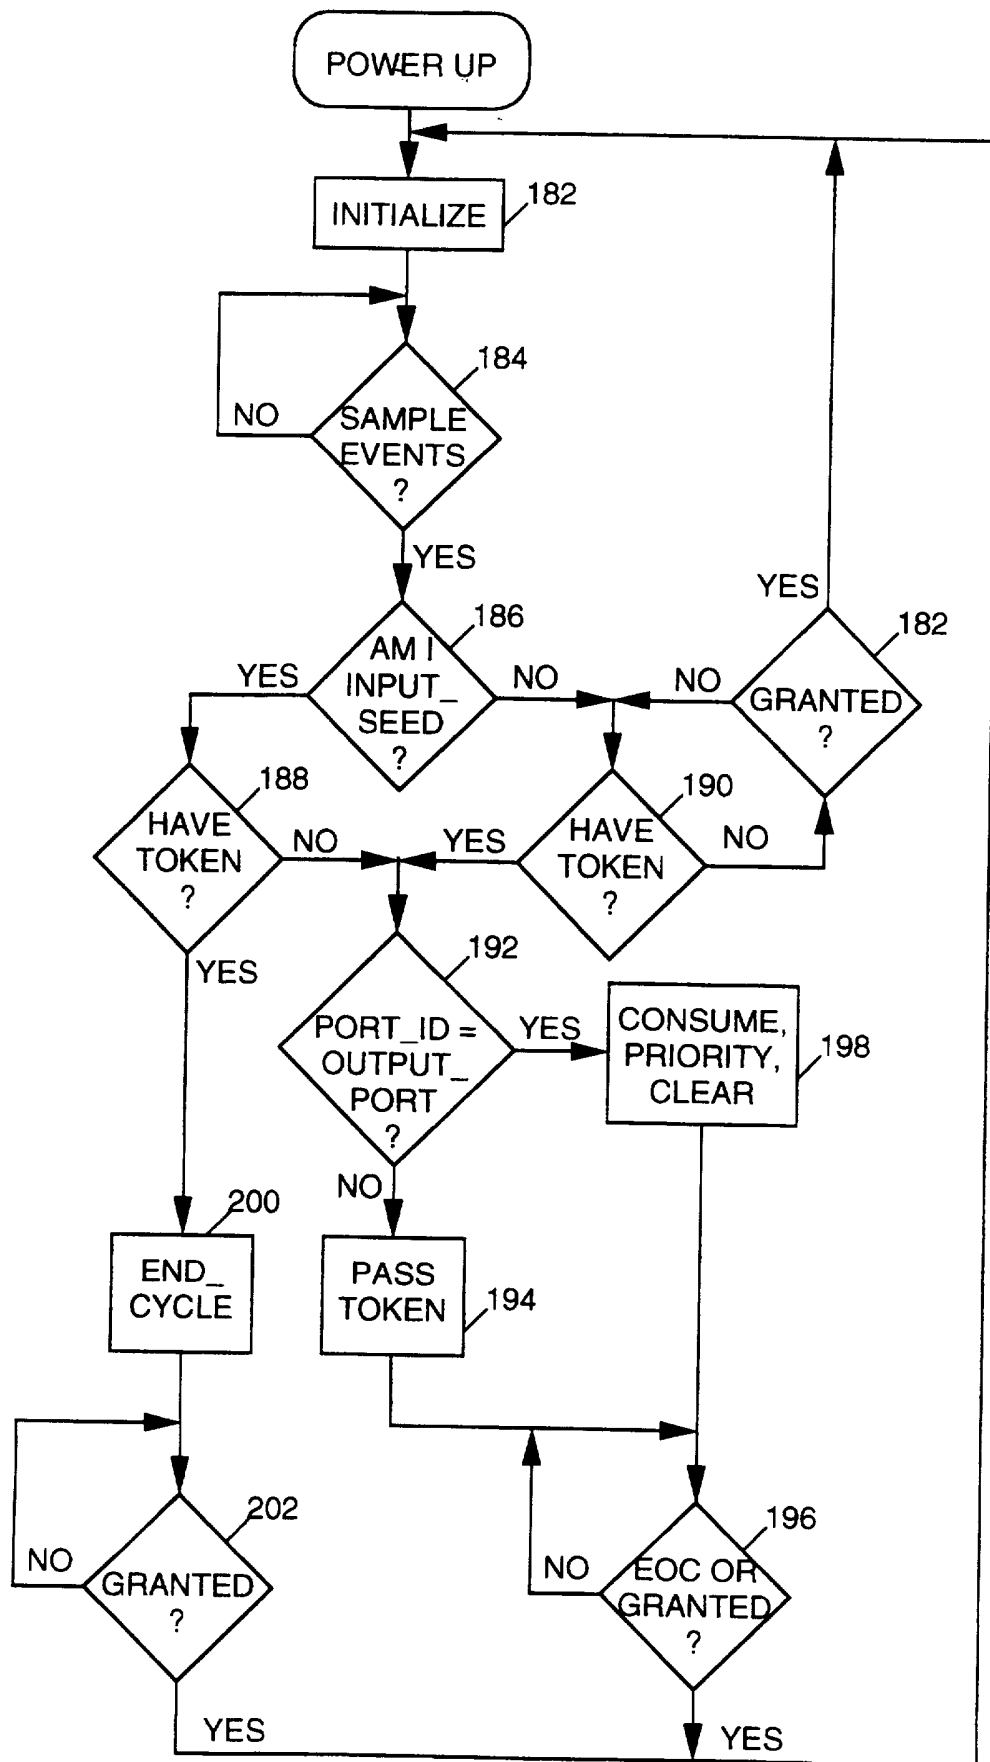 POWER UP
INITIALIZE
182
184
SAMPLE
EVENTS
?
NO
YES
186
AM I
INPUT_
SEED
?
YES
NO
YES
182
GRANTED
?
NO
188
HAVE
TOKEN
?
NO
YES
190
HAVE
TOKEN
?
YES
NO
192
PORT_ID =
OUTPUT_
PORT
?
YES
NO
CONSUME,
PRIORITY,
CLEAR
198
200
END_
CYCLE
PASS
TOKEN
194
202
GRANTED
?
NO
YES
196
EOC OR
GRANTED
?
NO
YES